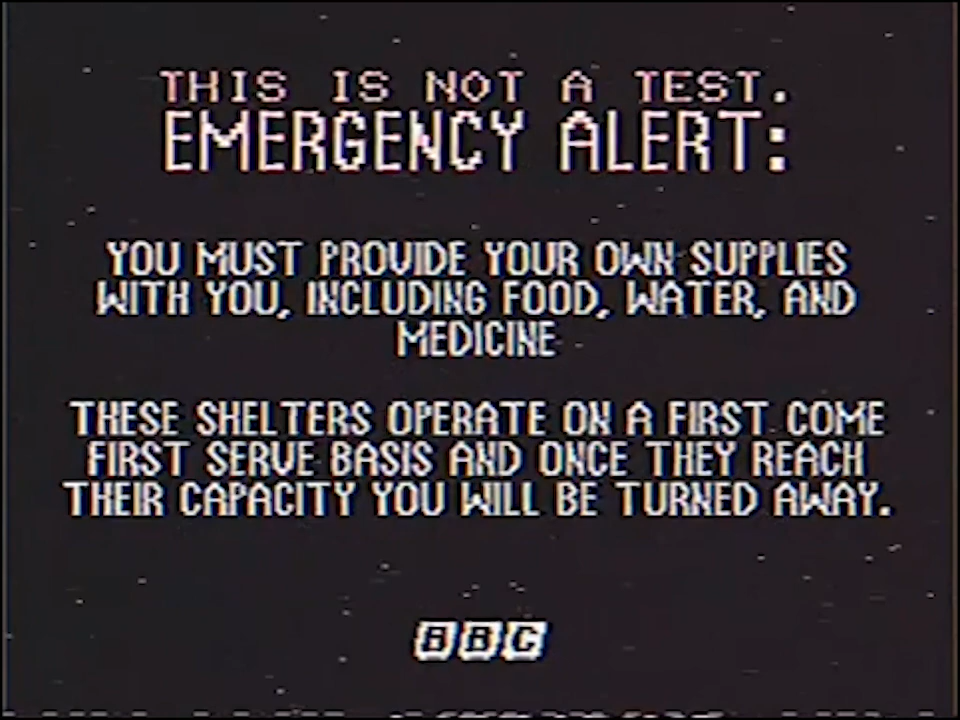 THIS IS NOT A TEST.
EMERGENCY ALERT:
YOU MUST PROVIDE YOUR OWN SUPPLIES
WITH YOU, INCLUDING FOOD, WATER, AND
MEDICINE
THESE SHELTERS OPERATE ON A FIRST COME
FIRST SERVE BASIS AND ONCE THEY REACH
THEIR CAPACITY YOU WILL BE TURNED AWAY.
BBC